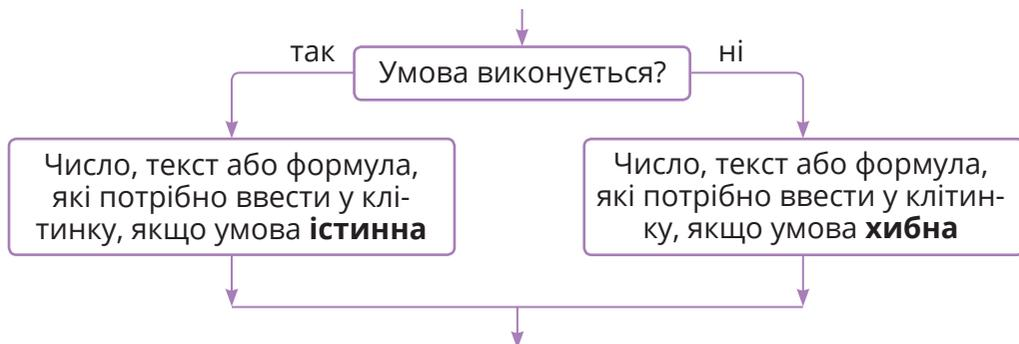 так
Умова виконується?
ні
Число, текст або формула,
які потрібно ввести у клі-
тинку, якщо умова істинна
Число, текст або формула,
які потрібно ввести у клітин-
ку, якщо умова хибна